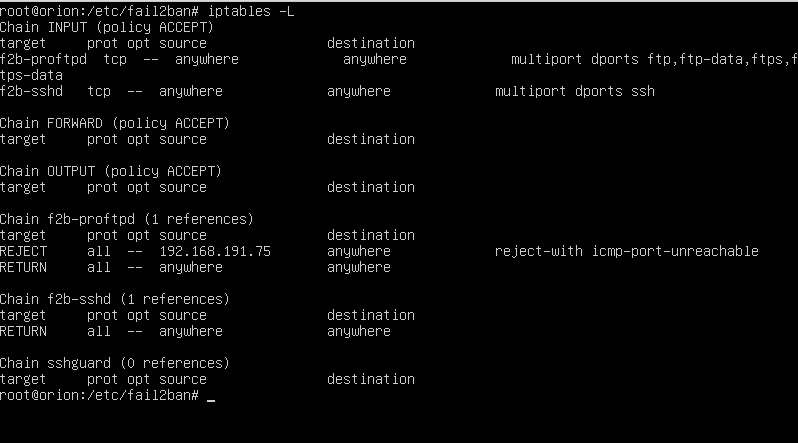 root@orion:/etc/fail2ban# iptables -L
Chain INPUT (policy ACCEPT)
target     prot opt source               destination
f2b-proftpd  tcp  --  anywhere             anywhere             multiport dports ftp,ftp-data,ftps,f
tps-data
f2b-sshd   tcp  --  anywhere             anywhere             multiport dports ssh

Chain FORWARD (policy ACCEPT)
target     prot opt source               destination

Chain OUTPUT (policy ACCEPT)
target     prot opt source               destination

Chain f2b-proftpd (1 references)
target     prot opt source               destination
REJECT     all  --  192.168.191.75       anywhere             reject-with icmp-port-unreachable
RETURN     all  --  anywhere             anywhere

Chain f2b-sshd (1 references)
target     prot opt source               destination
RETURN     all  --  anywhere             anywhere

Chain sshguard (0 references)
target     prot opt source               destination
root@orion:/etc/fail2ban# _